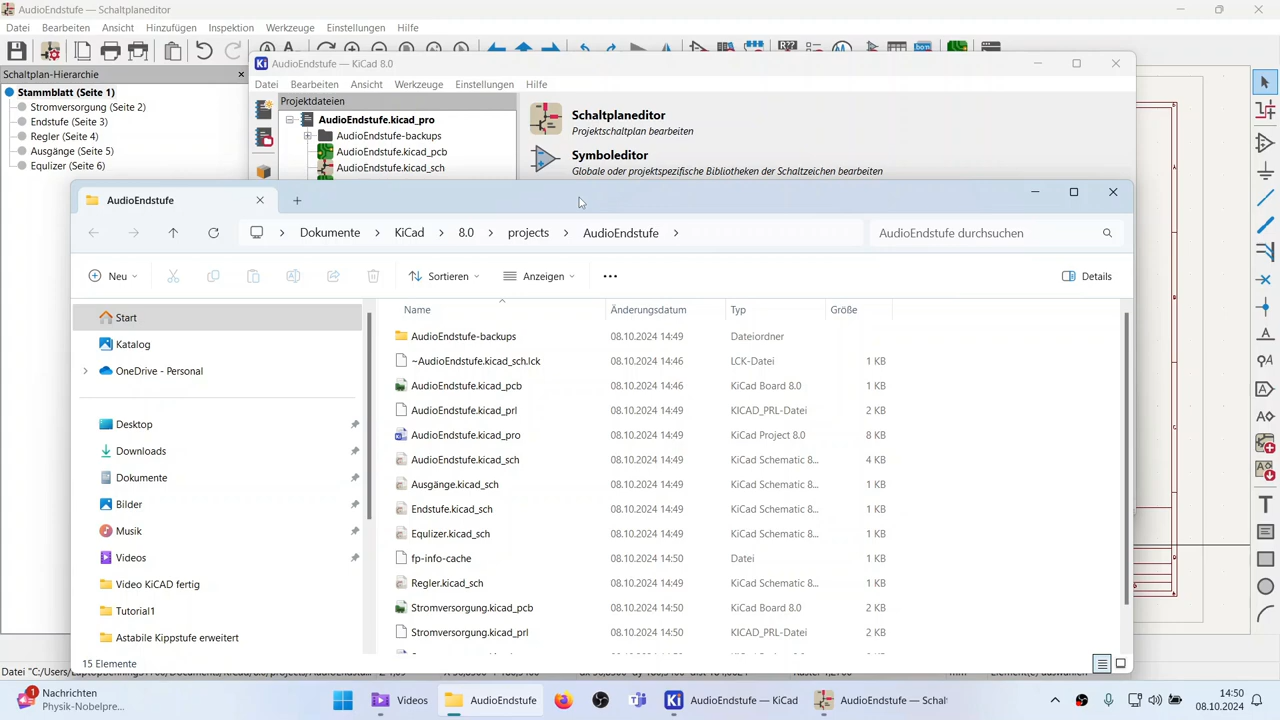 AudioEndstufe — Schaltplaneditor
Datei Bearbeiten Ansicht Hinzufügen Inspektion Werkzeuge Einstellungen Hilfe
Schaltplan-Hierarchie
Stammblatt (Seite 1)
Stromversorgung (Seite 2)
Endstufe (Seite 3)
Regler (Seite 4)
Ausgänge (Seite 5)
Equlizer (Seite 6)
AudioEndstufe — KiCad 8.0
Datei Bearbeiten Ansicht Werkzeuge Einstellungen Hilfe
Projektdateien
AudioEndstufe.kicad_pro
AudioEndstufe-backups
AudioEndstufe.kicad_pcb
AudioEndstufe.kicad_sch
Schaltplaneditor
Projektschaltplan bearbeiten
Symboleditor
Globale oder projektspezifische Bibliotheken der Schaltzeichen bearbeiten
AudioEndstufe
Dokumente KiCad 8.0 projects AudioEndstufe
AudioEndstufe durchsuchen
Neu Sortieren Anzeigen Details
Start
Katalog
OneDrive - Personal
Desktop
Downloads
Dokumente
Bilder
Musik
Videos
Video KiCAD fertig
Tutorial1
Astabile Kippstufe erweitert
Name Änderungsdatum Typ Größe
AudioEndstufe-backups 08.10.2024 14:49 Dateiordner
~AudioEndstufe.kicad_sch.lck 08.10.2024 14:46 LCK-Datei 1 KB
AudioEndstufe.kicad_pcb 08.10.2024 14:46 KiCad Board 8.0 1 KB
AudioEndstufe.kicad_prl 08.10.2024 14:49 KICAD_PRL-Datei 2 KB
AudioEndstufe.kicad_pro 08.10.2024 14:49 KiCad Project 8.0 8 KB
AudioEndstufe.kicad_sch 08.10.2024 14:49 KiCad Schematic 8... 4 KB
Ausgänge.kicad_sch 08.10.2024 14:49 KiCad Schematic 8... 1 KB
Endstufe.kicad_sch 08.10.2024 14:49 KiCad Schematic 8... 1 KB
Equlizer.kicad_sch 08.10.2024 14:49 KiCad Schematic 8... 1 KB
fp-info-cache 08.10.2024 14:50 Datei 1 KB
Regler.kicad_sch 08.10.2024 14:49 KiCad Schematic 8... 1 KB
Stromversorgung.kicad_pcb 08.10.2024 14:50 KiCad Board 8.0 2 KB
Stromversorgung.kicad_prl 08.10.2024 14:50 KICAD_PRL-Datei 2 KB
15 Elemente
Nachrichten
Physik-Nobelpre...
Videos
AudioEndstufe
AudioEndstufe — KiCad
AudioEndstufe — Schal
14:50
08.10.2024